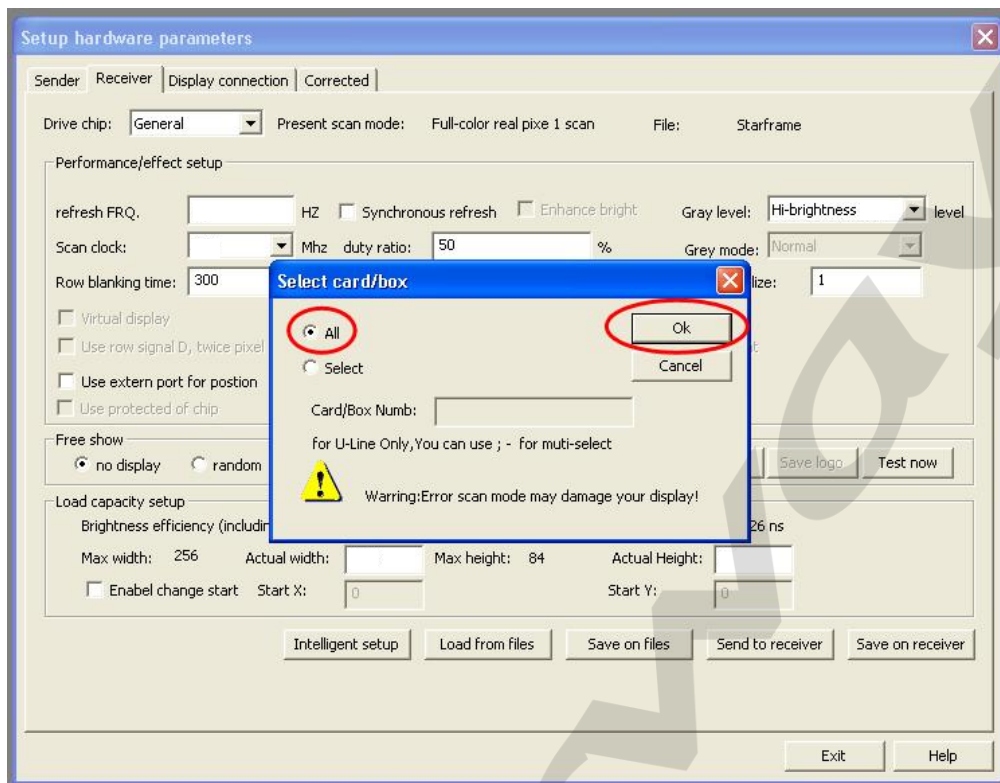 Setup hardware parameters
Sender Receiver Display connection Corrected
Drive chip: General Present scan mode: Full-color real pixe 1 scan File: Starframe
Performance/effect setup
refresh FRQ. HZ Synchronous refresh Enhance bright Gray level: Hi-brightness level
Scan clock: Mhz duty ratio: 50 % Grey mode: Normal
Row blanking time: 300 lize: 1
Select card/box
All Ok
Select Cancel
Card/Box Numb:
for U-Line Only,You can use ; - for muti-select
Warring:Error scan mode may damage your display!
Virtual display
Use row signal D, twice pixel
Use extern port for postion
Use protected of chip
Free show
no display random Save logo Test now
Load capacity setup
Brightness efficiency (includin 26 ns
Max width: 256 Actual width: Max height: 84 Actual Height:
Enabel change start Start X: 0 Start Y: 0
Intelligent setup Load from files Save on files Send to receiver Save on receiver
Exit Help